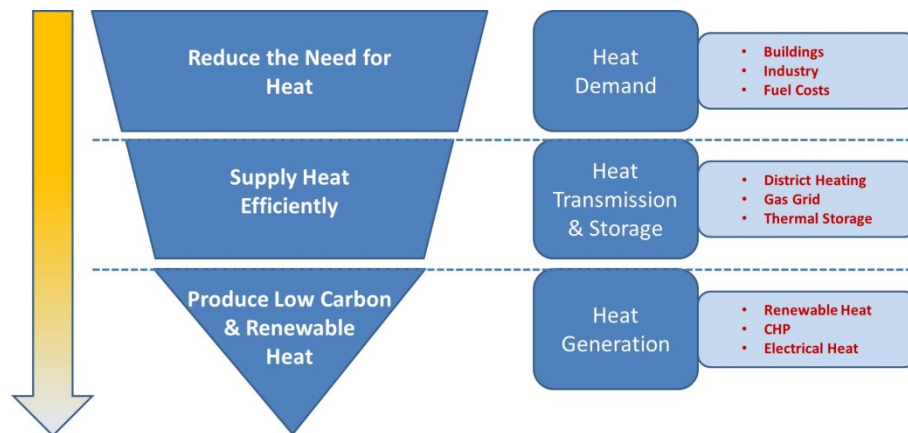 Reduce the Need for
Heat
Heat
Demand
• Buildings
• Industry
• Fuel Costs
Supply Heat
Efficiently
Heat
Transmission
& Storage
• District Heating
• Gas Grid
• Thermal Storage
Produce Low Carbon
& Renewable
Heat
Heat
Generation
• Renewable Heat
• CHP
• Electrical Heat